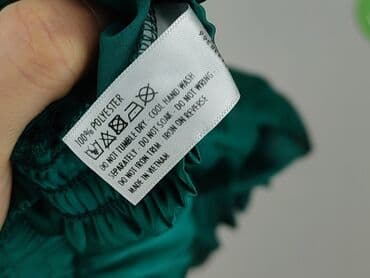 100% POLYESTER
DO NOT TUMBLE DRY. COOL HAND WASH
SEPARATELY. DO NOT SOAK. DO NOT WRING.
DO NOT IRON TRIM. IRON ON REVERSE
MADE IN VIETNAM